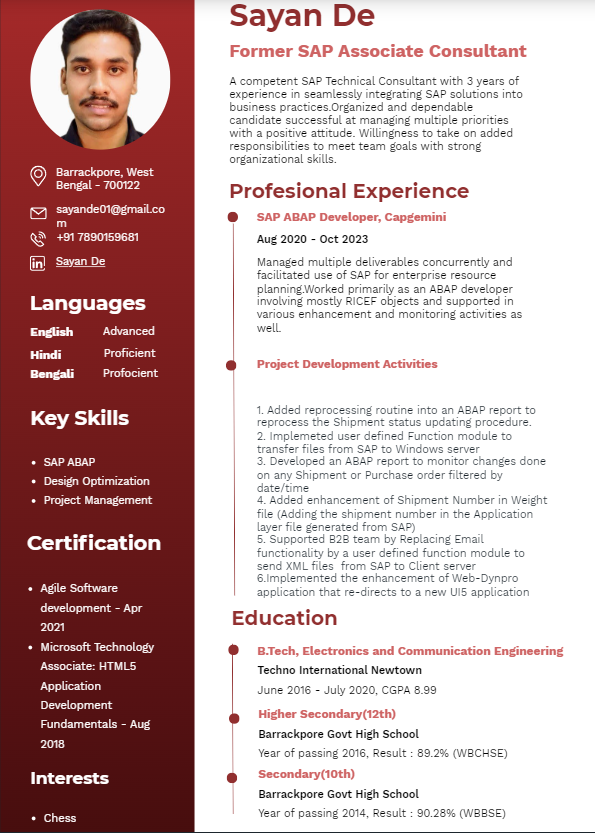 Barrackpore, West
Bengal - 700122
sayande01@gmail.co
m
+91 7890159681
in
Sayan De
Languages
English Advanced
Hindi Proficient
Bengali Profocient
Key Skills
• SAP ABAP
• Design Optimization
• Project Management
Certification
• Agile Software
development - Apr
2021
• Microsoft Technology
Associate: HTML5
Application
Development
Fundamentals - Aug
2018
Interests
• Chess
Sayan De
Former SAP Associate Consultant
A competent SAP Technical Consultant with 3 years of
experience in seamlessly integrating SAP solutions into
business practices.Organized and dependable
candidate successful at managing multiple priorities
with a positive attitude. Willingness to take on added
responsibilities to meet team goals with strong
organizational skills.
Profesional Experience
SAP ABAP Developer, Capgemini
Aug 2020 - Oct 2023
Managed multiple deliverables concurrently and
facilitated use of SAP for enterprise resource
planning.Worked primarily as an ABAP developer
involving mostly RICEF objects and supported in
various enhancement and monitoring activities as
well.
Project Development Activities
1. Added reprocessing routine into an ABAP report to
reprocess the Shipment status updating procedure.
2. Implemeted user defined Function module to
transfer files from SAP to Windows server
3. Developed an ABAP report to monitor changes done
on any Shipment or Purchase order filtered by
date/time
4. Added enhancement of Shipment Number in Weight
file (Adding the shipment number in the Application
layer file generated from SAP)
5. Supported B2B team by Replacing Email
functionality by a user defined function module to
send XML files from SAP to Client server
6.Implemented the enhancement of Web-Dynpro
application that re-directs to a new UI5 application
Education
B.Tech, Electronics and Communication Engineering
Techno International Newtown
June 2016 - July 2020, CGPA 8.99
Higher Secondary(12th)
Barrackpore Govt High School
Year of passing 2016, Result : 89.2% (WBCHSE)
Secondary(10th)
Barrackpore Govt High School
Year of passing 2014, Result : 90.28% (WBBSE)